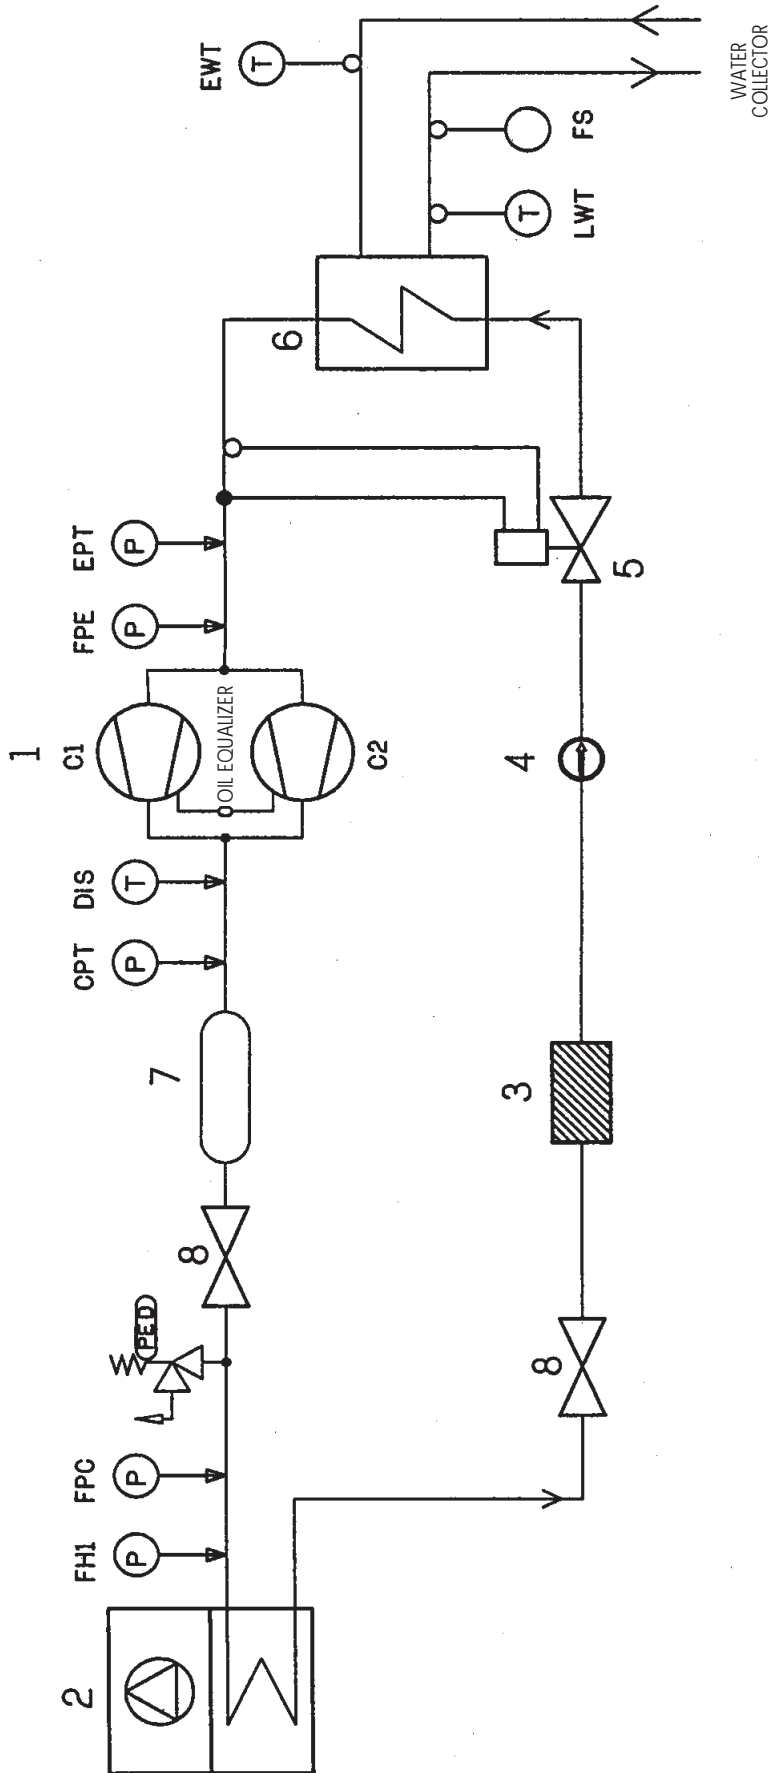 1
2
FH1
FPC
CPT
DIS
C1
FPE
EPT
P
P
PED
P
T
P
P
7
8
EWT
OIL EQUALIZER
T
6
C2
3
4
T
8
LWT
FS
5
WATER
COLLECTOR